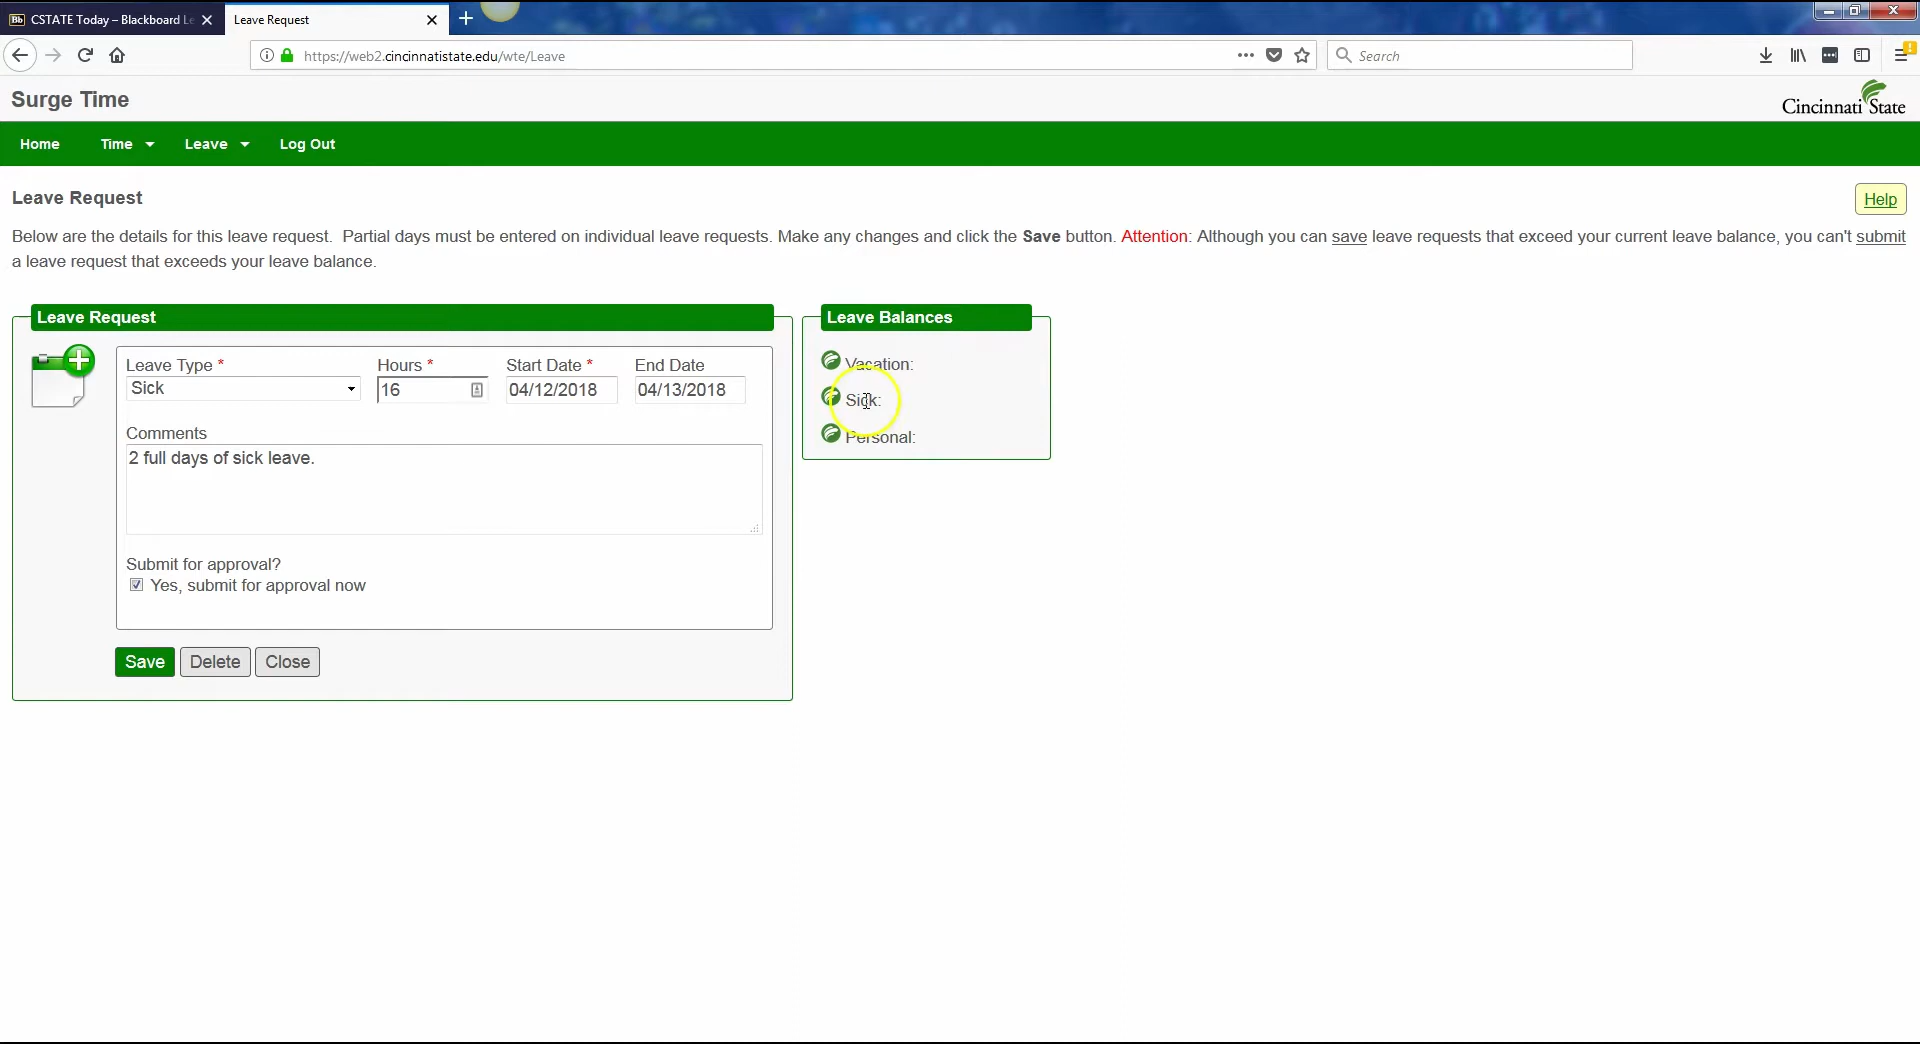 Bb CSTATE Today – Blackboard Le
Leave Request
https://web2.cincinnatistate.edu/wte/Leave
Search
Surge Time
Cincinnati State
Home
Time
Leave
Log Out
Leave Request
Help
Below are the details for this leave request. Partial days must be entered on individual leave requests. Make any changes and click the Save button. Attention: Although you can save leave requests that exceed your current leave balance, you can't submit
a leave request that exceeds your leave balance.
Leave Request
Leave Balances
Leave Type *
Hours *
Start Date *
End Date
Sick
16
04/12/2018
04/13/2018
Vacation:
Sick:
Personal:
Comments
2 full days of sick leave.
Submit for approval?
Yes, submit for approval now
Save
Delete
Close